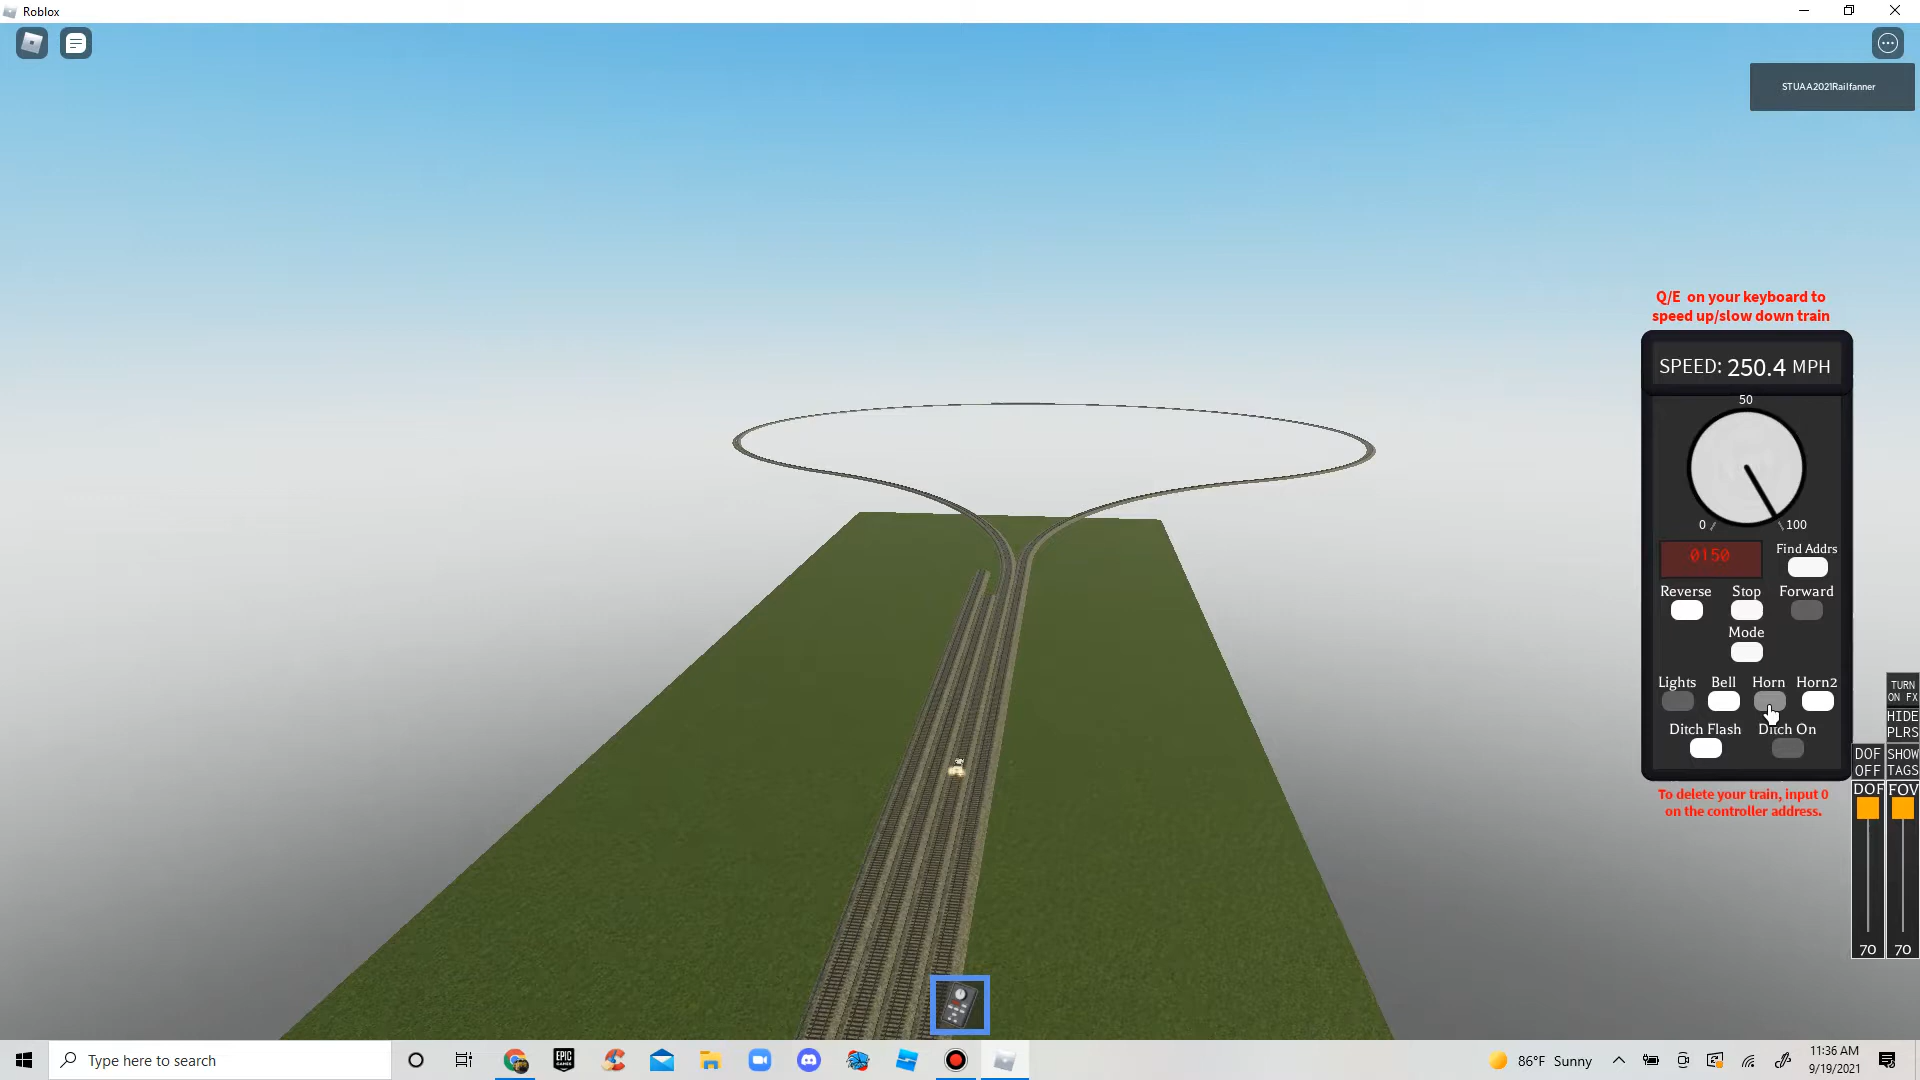 Roblox
STUAA2021Railfanner
Q/E on your keyboard to
speed up/slow down train
SPEED: 250.4 MPH
50
0 100
0150
Find Addrs
Reverse Stop Forward
Mode
Lights Bell Horn Horn2
Ditch Flash Ditch On
To delete your train, input 0
on the controller address.
TURN
ON FX
HIDE
PLRS
DOF
OFF
SHOW
TAGS
DOF FOV
70 70
Type here to search
EPIC
GAMES
86°F Sunny
11:36 AM
9/19/2021